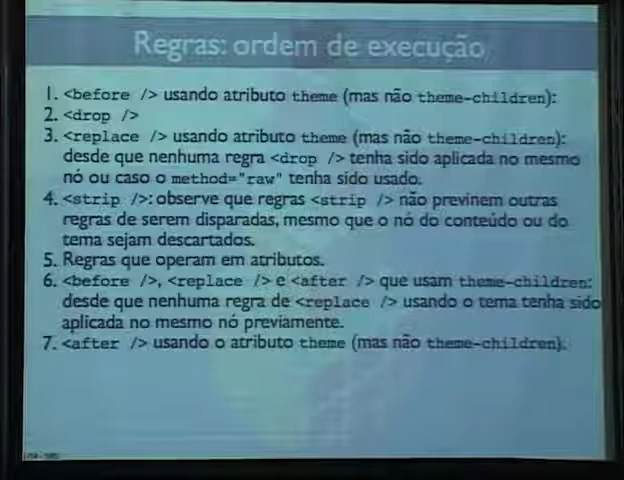 Regras: ordem de execução
1. <before /> usando atributo theme (mas não theme-children):
2. <drop />
3. <replace /> usando atributo theme (mas não theme-children):
desde que nenhuma regra <drop /> tenha sido aplicada no mesmo
nó ou caso o method="raw" tenha sido usado.
4. <strip />: observe que regras <strip /> não previnem outras
regras de serem disparadas, mesmo que o nó do conteúdo ou do
tema sejam descartados.
5. Regras que operam em atributos.
6. <before />, <replace /> e <after /> que usam theme-children:
desde que nenhuma regra de <replace /> usando o tema tenha sido
aplicada no mesmo nó previamente.
7. <after /> usando o atributo theme (mas não theme-children).